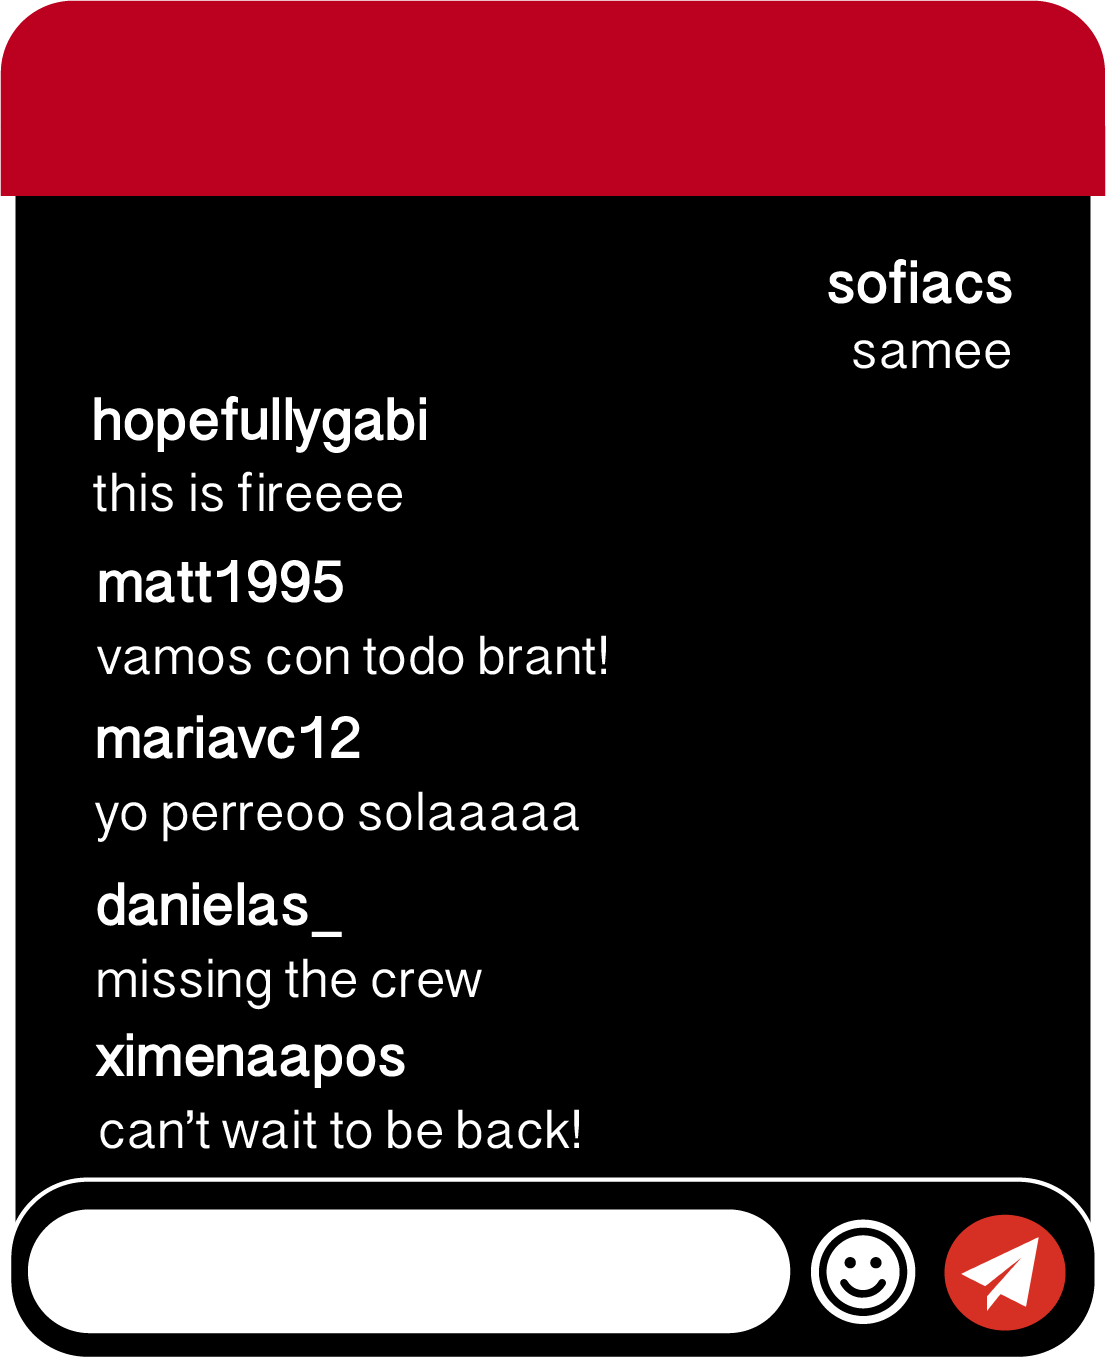 sofiacs
samee
hopefullygabi
this is fireeee
matt1995
vamos con todo brant!
mariavc12
yo perreoo solaaaaa
danielas_
missing the crew
ximenaapos
can’t wait to be back!